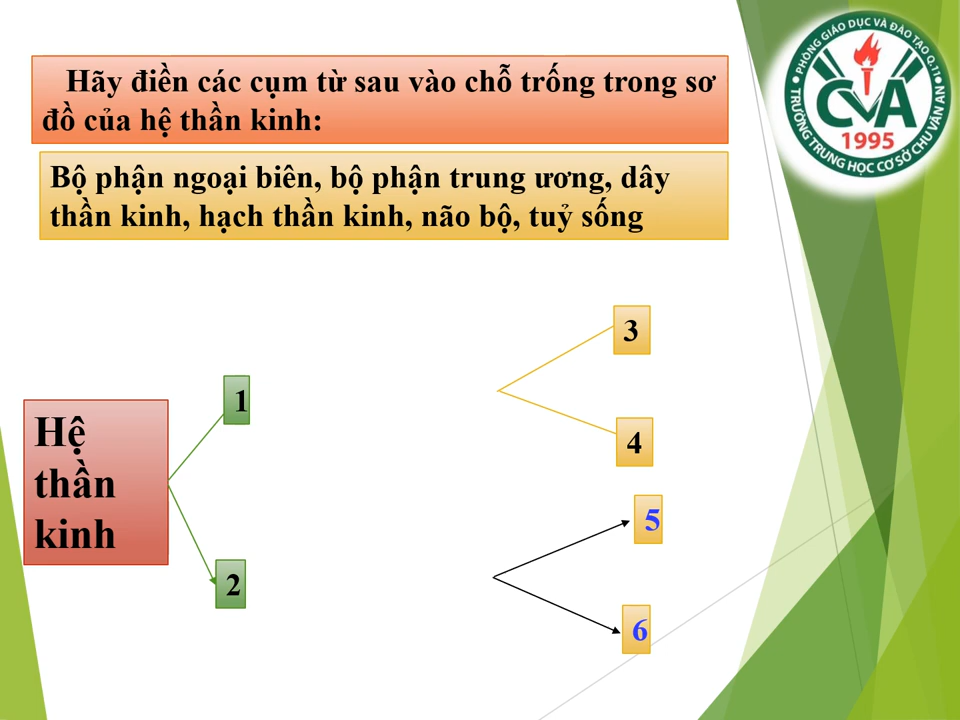 Hãy điền các cụm từ sau vào chỗ trống trong sơ
đồ của hệ thần kinh:
Bộ phận ngoại biên, bộ phận trung ương, dây
thần kinh, hạch thần kinh, não bộ, tuỷ sống
PHÒNG GIÁO DỤC VÀ ĐÀO TẠO Q.11
CVA
1995
TRƯỜNG TRUNG HỌC CƠ SỞ CHU VĂN AN
3
1
4
Hệ
thần
kinh
5
2
6